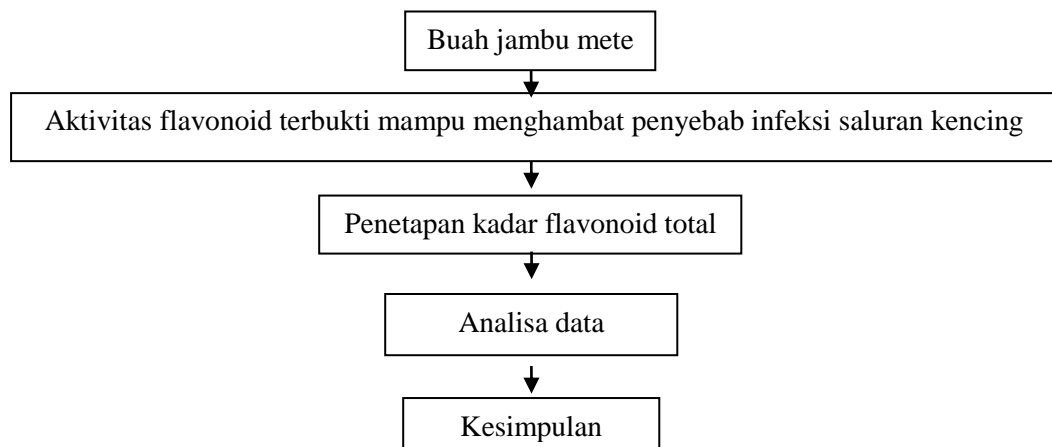 Buah jambu mete
Aktivitas flavonoid terbukti mampu menghambat penyebab infeksi saluran kencing
Penetapan kadar flavonoid total
Analisa data
Kesimpulan